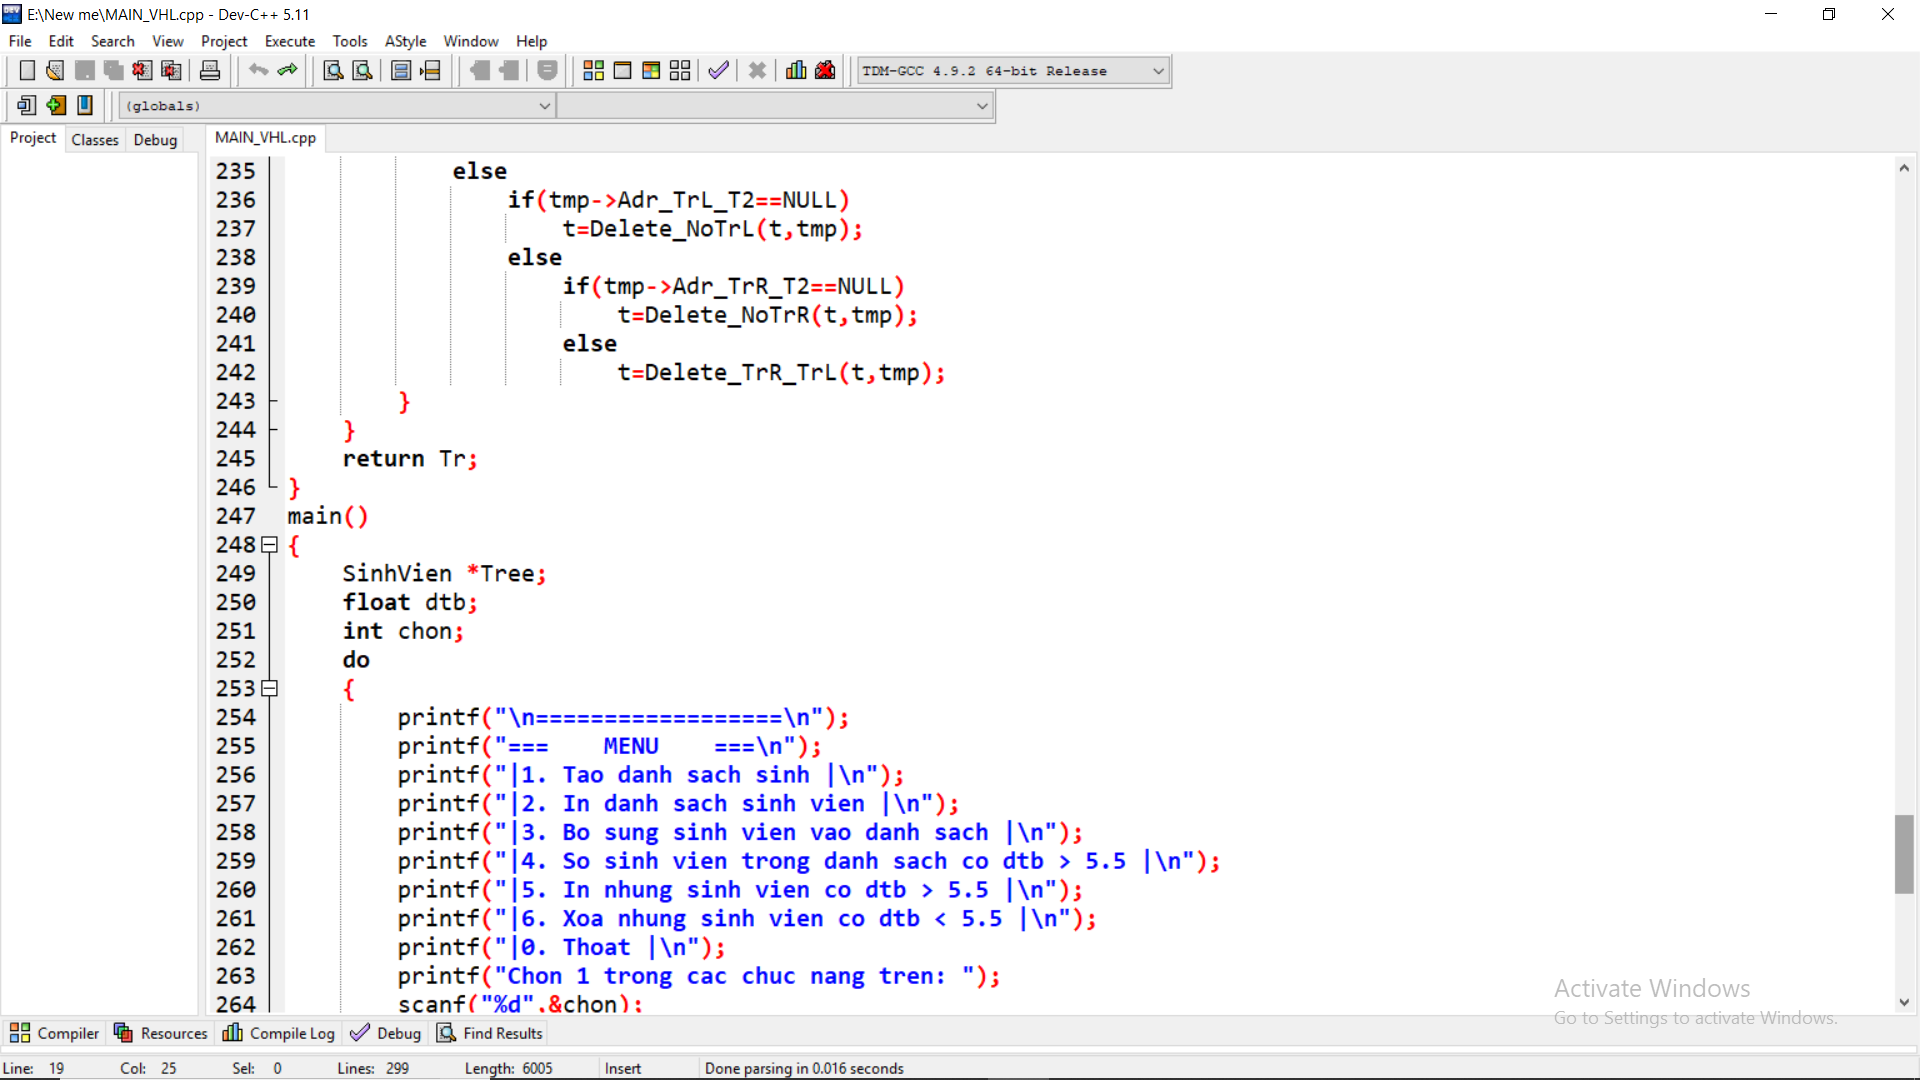 E:\New me\MAIN_VHL.cpp - Dev-C++ 5.11
File Edit Search View Project Execute Tools AStyle Window Help
TDM-GCC 4.9.2 64-bit Release
(globals)
Project Classes Debug MAIN_VHL.cpp
235 else
236 if(tmp->Adr_TrL_T2==NULL)
237 t=Delete_NoTrL(t,tmp);
238 else
239 if(tmp->Adr_TrR_T2==NULL)
240 t=Delete_NoTrR(t,tmp);
241 else
242 t=Delete_TrR_TrL(t,tmp);
243 }
244 }
245 return Tr;
246 }
247 main()
248 {
249 SinhVien *Tree;
250 float dtb;
251 int chon;
252 do
253 {
254 printf("\n==================\n");
255 printf("===    MENU    ===\n");
256 printf("|1. Tao danh sach sinh |\n");
257 printf("|2. In danh sach sinh vien |\n");
258 printf("|3. Bo sung sinh vien vao danh sach |\n");
259 printf("|4. So sinh vien trong danh sach co dtb > 5.5 |\n");
260 printf("|5. In nhung sinh vien co dtb > 5.5 |\n");
261 printf("|6. Xoa nhung sinh vien co dtb < 5.5 |\n");
262 printf("|0. Thoat |\n");
263 printf("Chon 1 trong cac chuc nang tren: ");
264 scanf("%d",&chon);
Activate Windows
Go to Settings to activate Windows.
Compiler Resources Compile Log Debug Find Results
Line: 19 Col: 25 Sel: 0 Lines: 299 Length: 6005 Insert Done parsing in 0.016 seconds